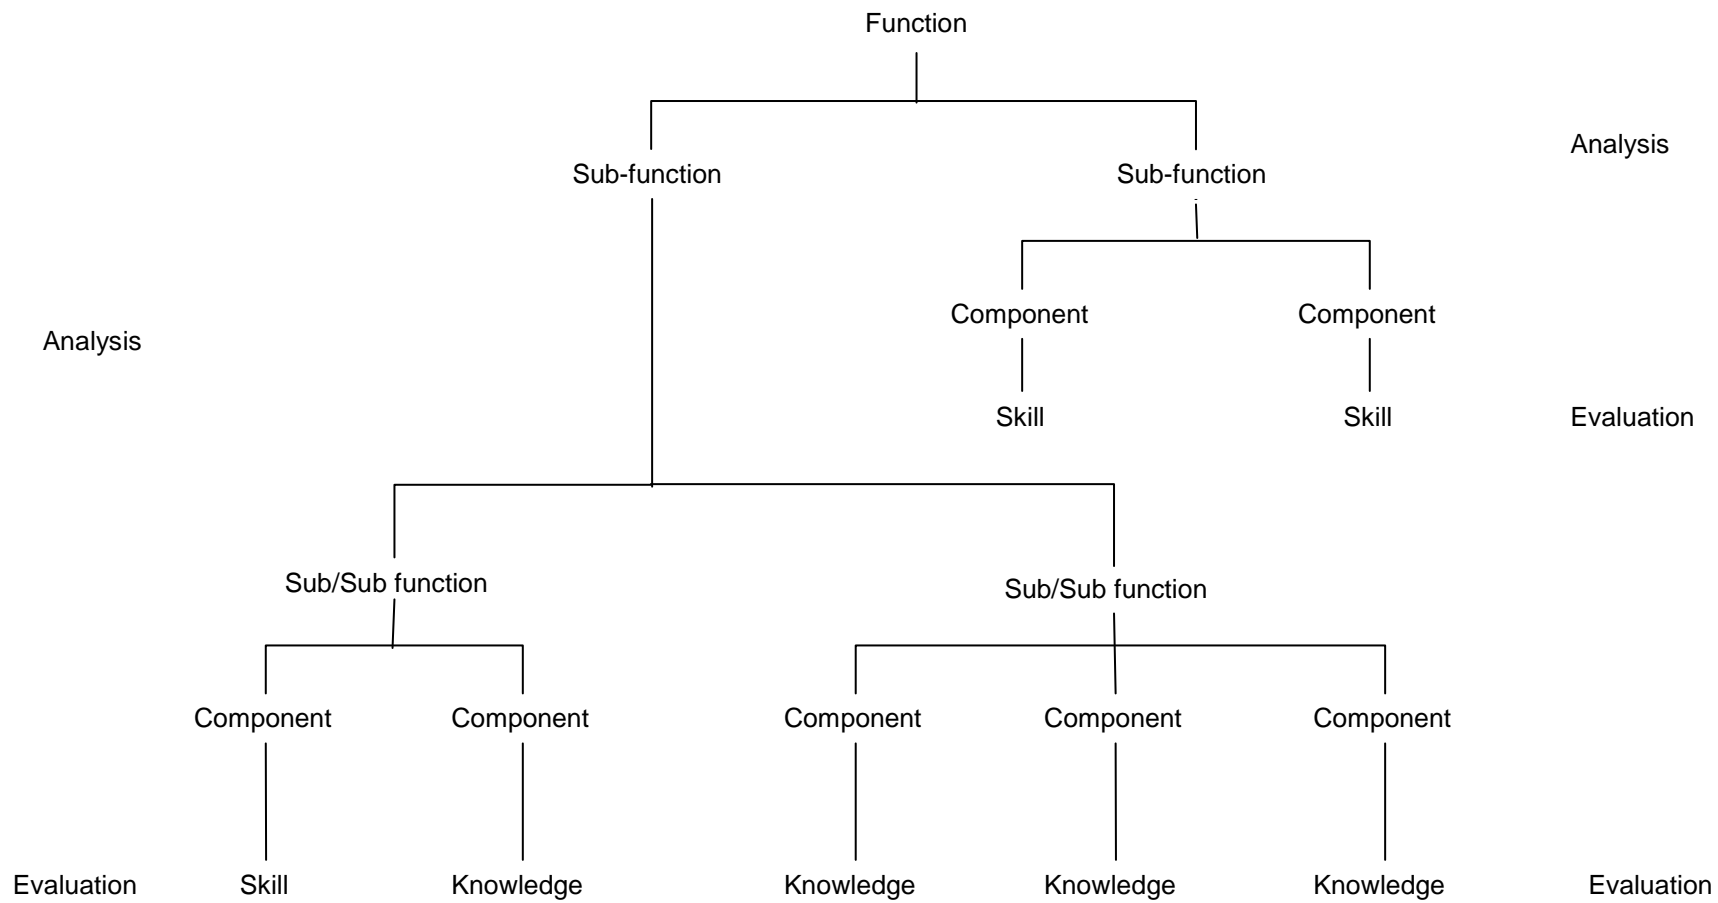 Function
Analysis
Sub-function
Sub-function
Component
Component
Analysis
Skill
Skill
Evaluation
Sub/Sub function
Sub/Sub function
Component
Component
Component
Component
Component
Evaluation
Skill
Knowledge
Knowledge
Knowledge
Knowledge
Evaluation